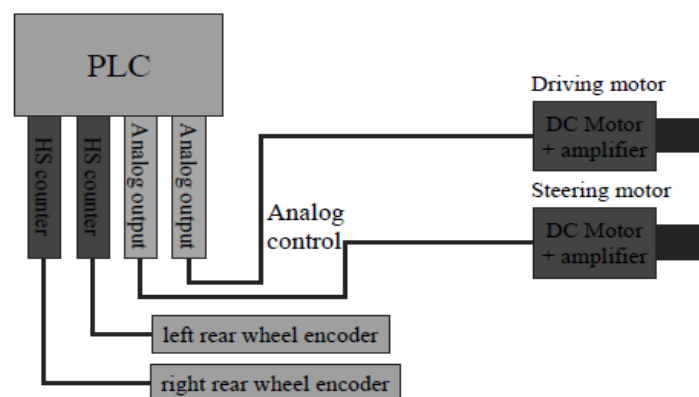 PLC
HS counter
HS counter
Analog output
Analog output
Driving motor
DC Motor
+ amplifier
Steering motor
DC Motor
+ amplifier
Analog
control
left rear wheel encoder
right rear wheel encoder